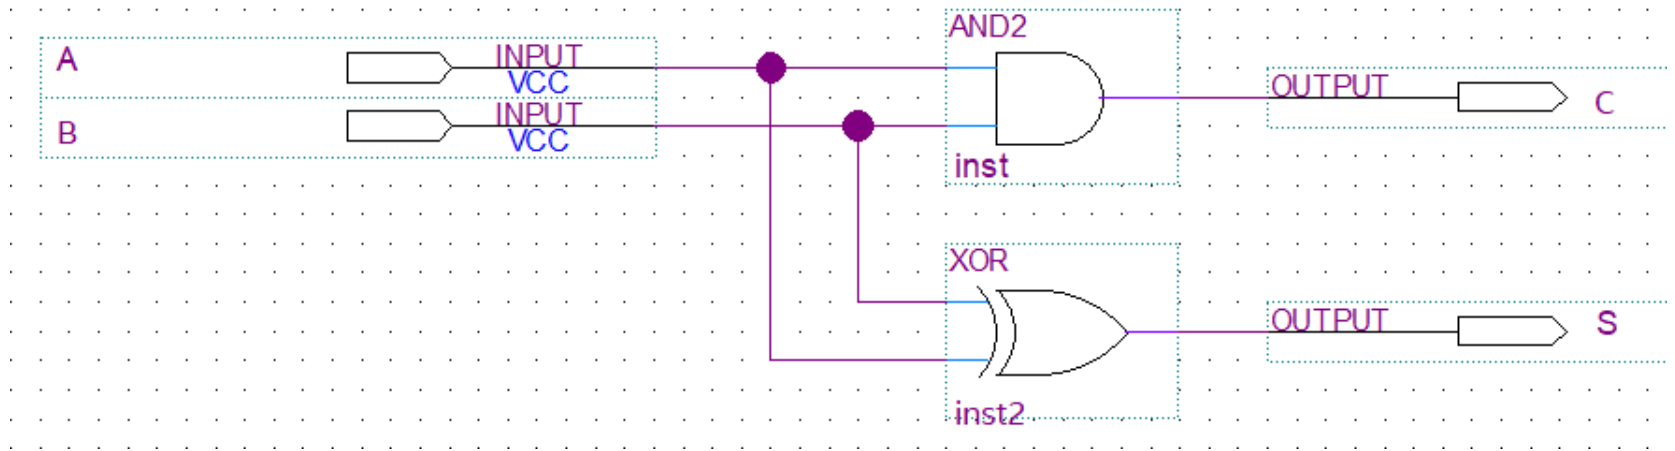 AND2
A
INPUT
VCC
OUTPUT
C
B
INPUT
VCC
inst
XOR
OUTPUT
S
inst2